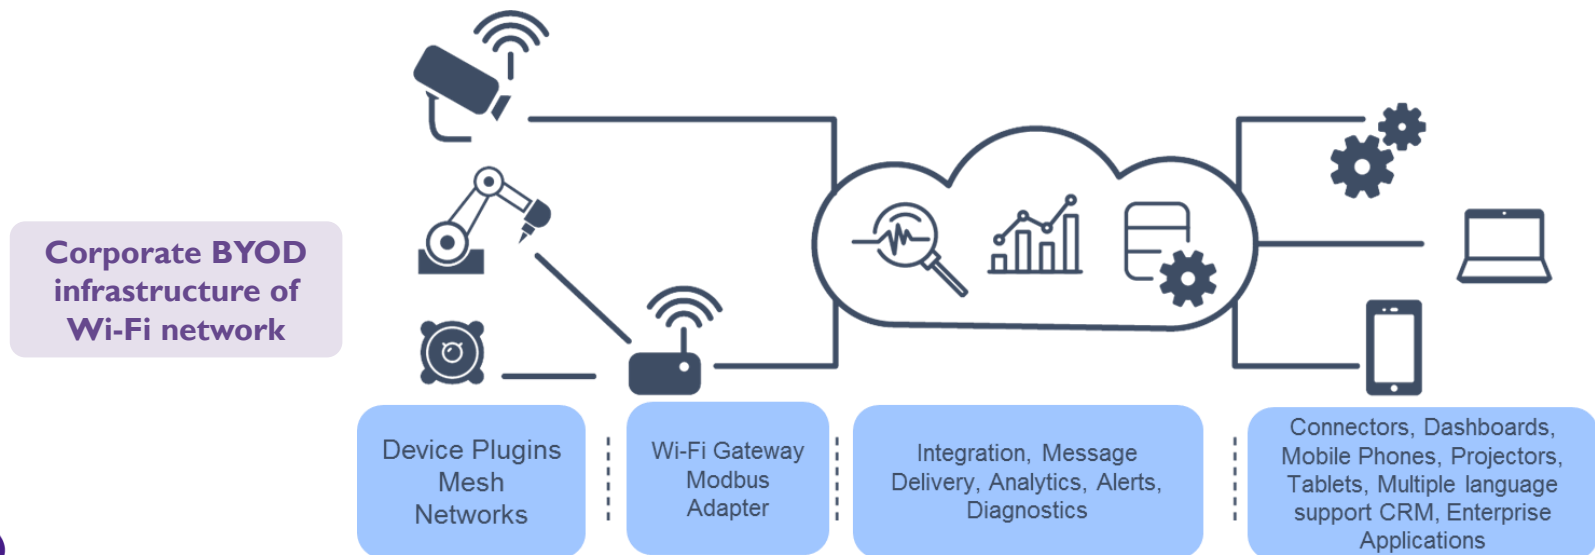 Corporate BYOD
infrastructure of
Wi-Fi network
Device Plugins
Mesh
Networks
Wi-Fi Gateway
Modbus
Adapter
Integration, Message
Delivery, Analytics, Alerts,
Diagnostics
Connectors, Dashboards,
Mobile Phones, Projectors,
Tablets, Multiple language
support CRM, Enterprise
Applications